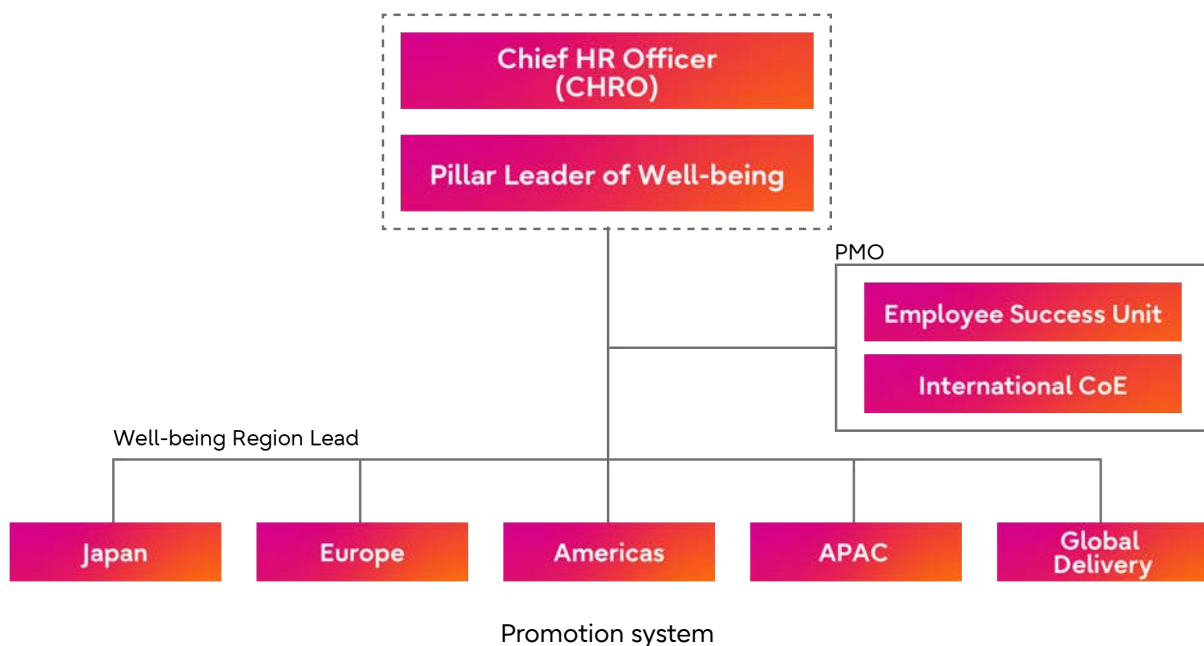 Chief HR Officer
(CHRO)
Pillar Leader of Well-being
PMO
Employee Success Unit
International CoE
Well-being Region Lead
Japan
Europe
Americas
APAC
Global
Delivery
Promotion system